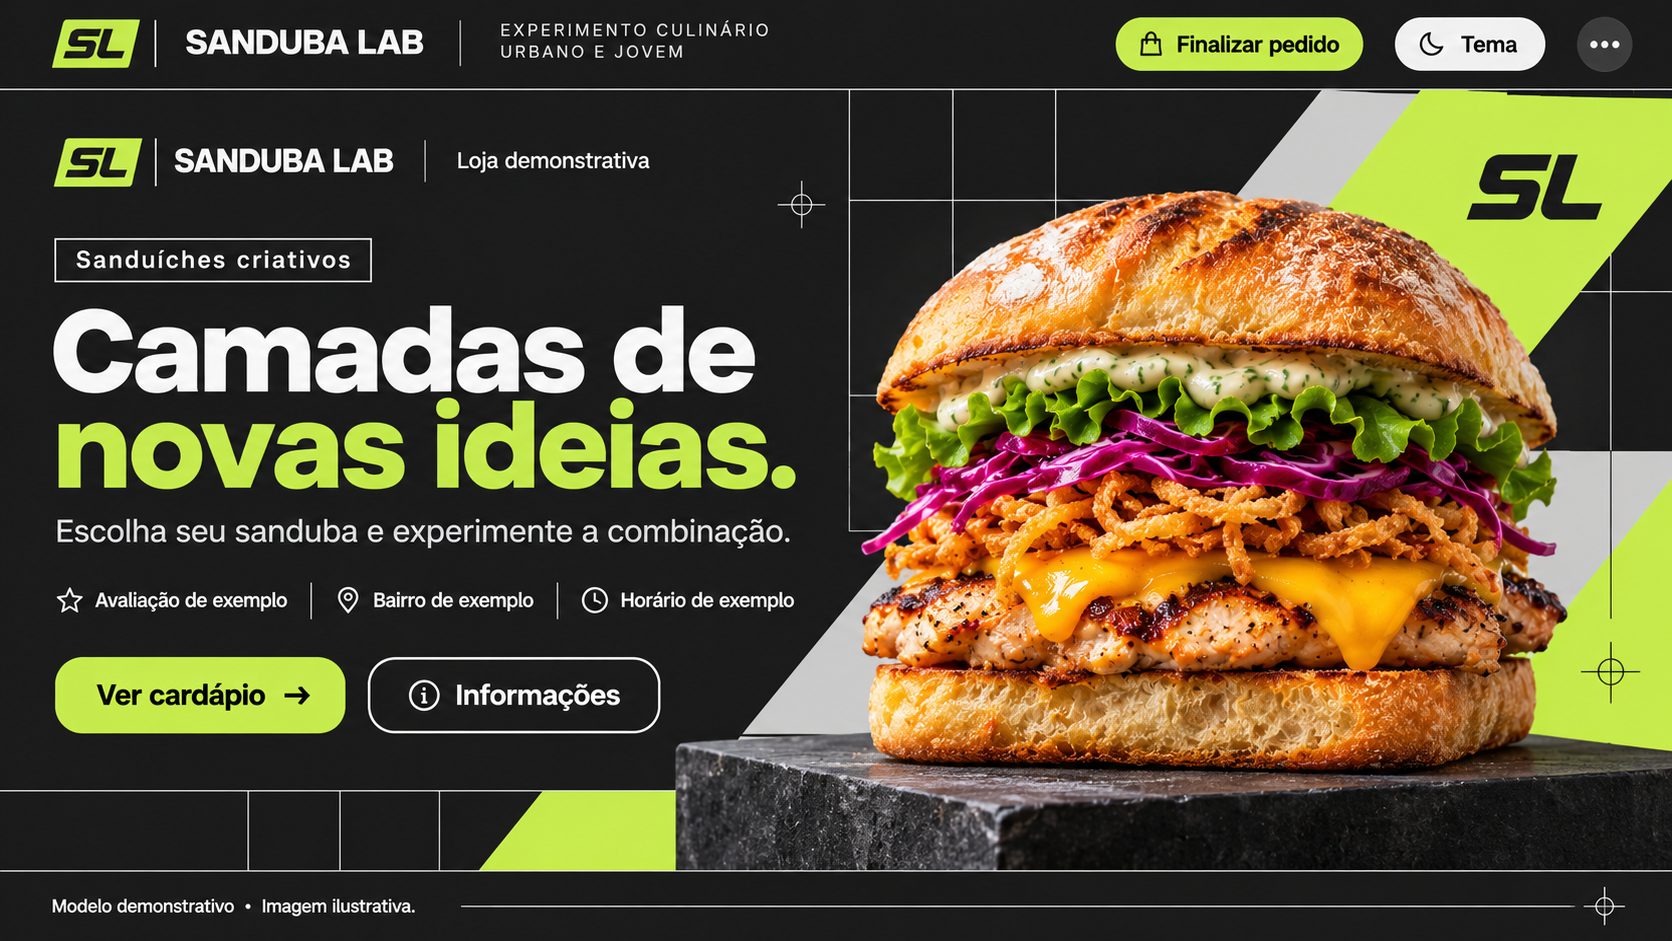 SL
SANDUBA LAB
EXPERIMENTO CULINÁRIO
URBANO E JOVEM
Finalizar pedido
Tema
SL
SANDUBA LAB
Loja demonstrativa
SL
Sanduíches criativos
Camadas de
novas ideias.
Escolha seu sanduba e experimente a combinação.
Avaliação de exemplo
Bairro de exemplo
Horário de exemplo
Ver cardápio →
Informações
Modelo demonstrativo • Imagem ilustrativa.